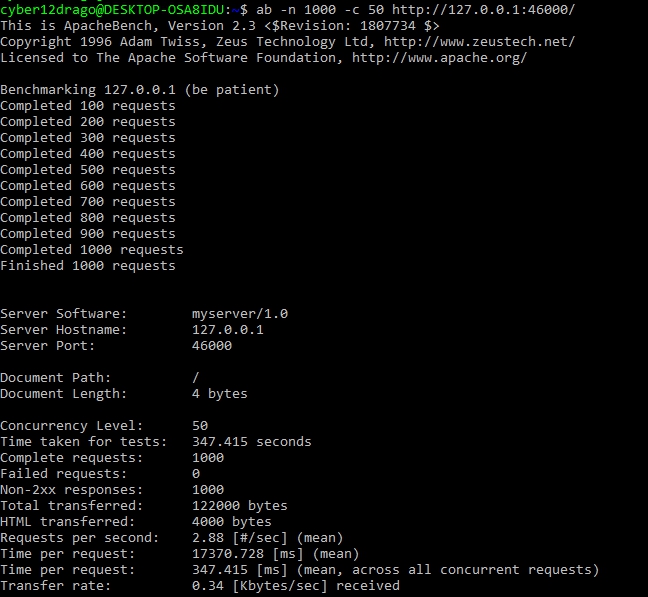 cyber12drago@DESKTOP-OSA8IDU:~$ ab -n 1000 -c 50 http://127.0.0.1:46000/
This is ApacheBench, Version 2.3 <$Revision: 1807734 $>
Copyright 1996 Adam Twiss, Zeus Technology Ltd, http://www.zeustech.net/
Licensed to The Apache Software Foundation, http://www.apache.org/

Benchmarking 127.0.0.1 (be patient)
Completed 100 requests
Completed 200 requests
Completed 300 requests
Completed 400 requests
Completed 500 requests
Completed 600 requests
Completed 700 requests
Completed 800 requests
Completed 900 requests
Completed 1000 requests
Finished 1000 requests

Server Software:        myserver/1.0
Server Hostname:        127.0.0.1
Server Port:            46000

Document Path:          /
Document Length:        4 bytes

Concurrency Level:      50
Time taken for tests:   347.415 seconds
Complete requests:      1000
Failed requests:        0
Non-2xx responses:      1000
Total transferred:      122000 bytes
HTML transferred:       4000 bytes
Requests per second:    2.88 [#/sec] (mean)
Time per request:       17370.728 [ms] (mean)
Time per request:       347.415 [ms] (mean, across all concurrent requests)
Transfer rate:          0.34 [Kbytes/sec] received